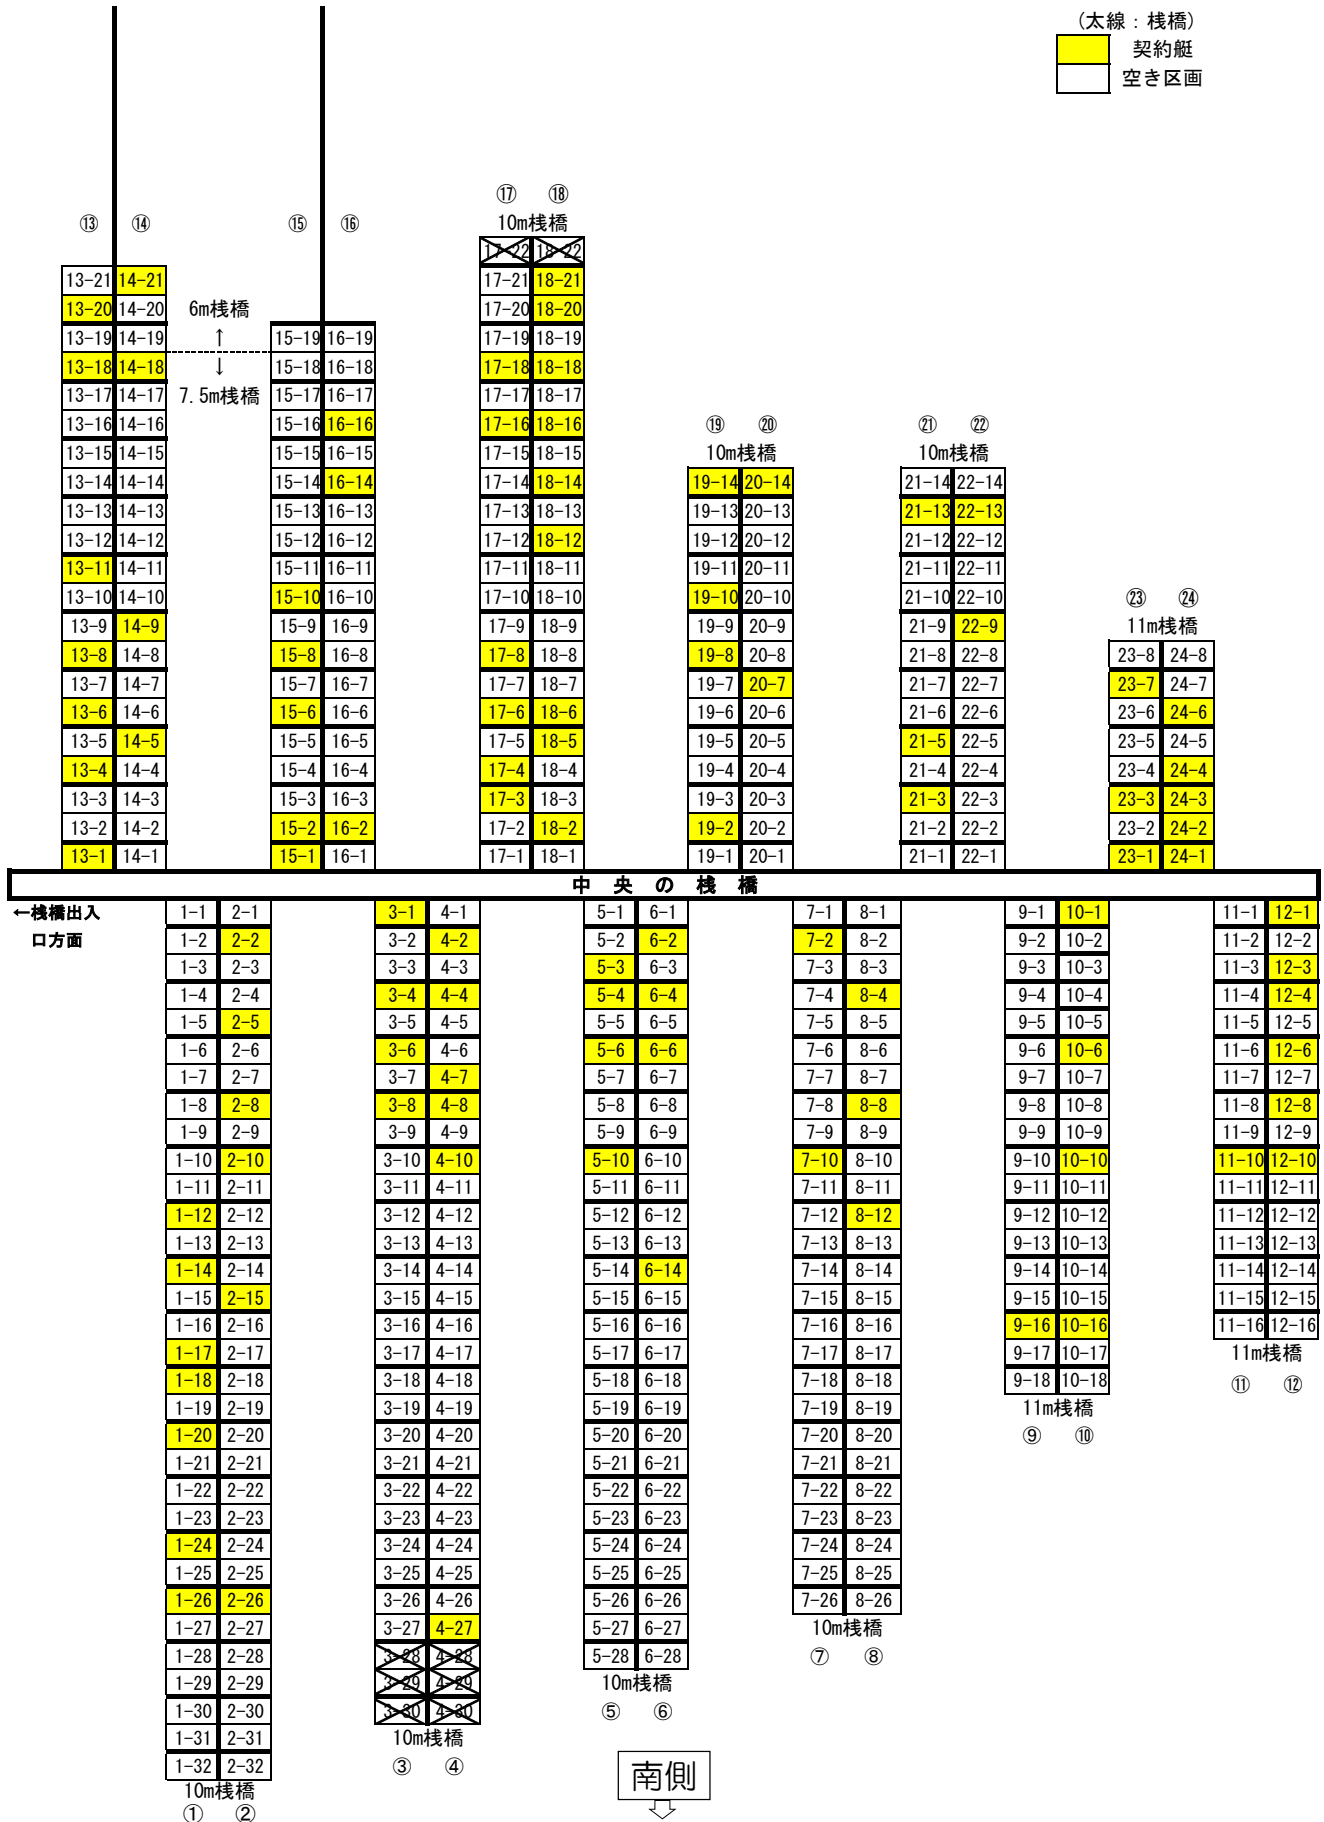 (太線：桟橋)
契約艇
空き区画
⑰ ⑱
⑬ ⑭ ⑮ ⑯ 10m桟橋
17-22 18-22
13-21 14-21 17-21 18-21
13-20 14-20 6m桟橋 17-20 18-20
13-19 14-19 ↑ 15-19 16-19 17-19 18-19
13-18 14-18 ↓ 15-18 16-18 17-18 18-18
13-17 14-17 7.5m桟橋 15-17 16-17 17-17 18-17
13-16 14-16 15-16 16-16 17-16 18-16 ⑲ ⑳ ㉑ ㉒
13-15 14-15 15-15 16-15 17-15 18-15 10m桟橋 10m桟橋
13-14 14-14 15-14 16-14 17-14 18-14 19-14 20-14 21-14 22-14
13-13 14-13 15-13 16-13 17-13 18-13 19-13 20-13 21-13 22-13
13-12 14-12 15-12 16-12 17-12 18-12 19-12 20-12 21-12 22-12
13-11 14-11 15-11 16-11 17-11 18-11 19-11 20-11 21-11 22-11
13-10 14-10 15-10 16-10 17-10 18-10 19-10 20-10 21-10 22-10 ㉓ ㉔
13-9 14-9 15-9 16-9 17-9 18-9 19-9 20-9 21-9 22-9 11m桟橋
13-8 14-8 15-8 16-8 17-8 18-8 19-8 20-8 21-8 22-8 23-8 24-8
13-7 14-7 15-7 16-7 17-7 18-7 19-7 20-7 21-7 22-7 23-7 24-7
13-6 14-6 15-6 16-6 17-6 18-6 19-6 20-6 21-6 22-6 23-6 24-6
13-5 14-5 15-5 16-5 17-5 18-5 19-5 20-5 21-5 22-5 23-5 24-5
13-4 14-4 15-4 16-4 17-4 18-4 19-4 20-4 21-4 22-4 23-4 24-4
13-3 14-3 15-3 16-3 17-3 18-3 19-3 20-3 21-3 22-3 23-3 24-3
13-2 14-2 15-2 16-2 17-2 18-2 19-2 20-2 21-2 22-2 23-2 24-2
13-1 14-1 15-1 16-1 17-1 18-1 19-1 20-1 21-1 22-1 23-1 24-1
中 央 の 桟 橋
←桟橋出入 1-1 2-1 3-1 4-1 5-1 6-1 7-1 8-1 9-1 10-1 11-1 12-1
口方面 1-2 2-2 3-2 4-2 5-2 6-2 7-2 8-2 9-2 10-2 11-2 12-2
1-3 2-3 3-3 4-3 5-3 6-3 7-3 8-3 9-3 10-3 11-3 12-3
1-4 2-4 3-4 4-4 5-4 6-4 7-4 8-4 9-4 10-4 11-4 12-4
1-5 2-5 3-5 4-5 5-5 6-5 7-5 8-5 9-5 10-5 11-5 12-5
1-6 2-6 3-6 4-6 5-6 6-6 7-6 8-6 9-6 10-6 11-6 12-6
1-7 2-7 3-7 4-7 5-7 6-7 7-7 8-7 9-7 10-7 11-7 12-7
1-8 2-8 3-8 4-8 5-8 6-8 7-8 8-8 9-8 10-8 11-8 12-8
1-9 2-9 3-9 4-9 5-9 6-9 7-9 8-9 9-9 10-9 11-9 12-9
1-10 2-10 3-10 4-10 5-10 6-10 7-10 8-10 9-10 10-10 11-10 12-10
1-11 2-11 3-11 4-11 5-11 6-11 7-11 8-11 9-11 10-11 11-11 12-11
1-12 2-12 3-12 4-12 5-12 6-12 7-12 8-12 9-12 10-12 11-12 12-12
1-13 2-13 3-13 4-13 5-13 6-13 7-13 8-13 9-13 10-13 11-13 12-13
1-14 2-14 3-14 4-14 5-14 6-14 7-14 8-14 9-14 10-14 11-14 12-14
1-15 2-15 3-15 4-15 5-15 6-15 7-15 8-15 9-15 10-15 11-15 12-15
1-16 2-16 3-16 4-16 5-16 6-16 7-16 8-16 9-16 10-16 11-16 12-16
1-17 2-17 3-17 4-17 5-17 6-17 7-17 8-17 9-17 10-17 11m桟橋
1-18 2-18 3-18 4-18 5-18 6-18 7-18 8-18 9-18 10-18 ⑪ ⑫
1-19 2-19 3-19 4-19 5-19 6-19 7-19 8-19 11m桟橋
1-20 2-20 3-20 4-20 5-20 6-20 7-20 8-20 ⑨ ⑩
1-21 2-21 3-21 4-21 5-21 6-21 7-21 8-21
1-22 2-22 3-22 4-22 5-22 6-22 7-22 8-22
1-23 2-23 3-23 4-23 5-23 6-23 7-23 8-23
1-24 2-24 3-24 4-24 5-24 6-24 7-24 8-24
1-25 2-25 3-25 4-25 5-25 6-25 7-25 8-25
1-26 2-26 3-26 4-26 5-26 6-26 7-26 8-26
1-27 2-27 3-27 4-27 5-27 6-27 10m桟橋
1-28 2-28 3-28 4-28 5-28 6-28 ⑦ ⑧
1-29 2-29 3-29 4-29 10m桟橋
1-30 2-30 3-30 4-30 ⑤ ⑥
1-31 2-31 10m桟橋
1-32 2-32 ③ ④ 南側
10m桟橋
① ②